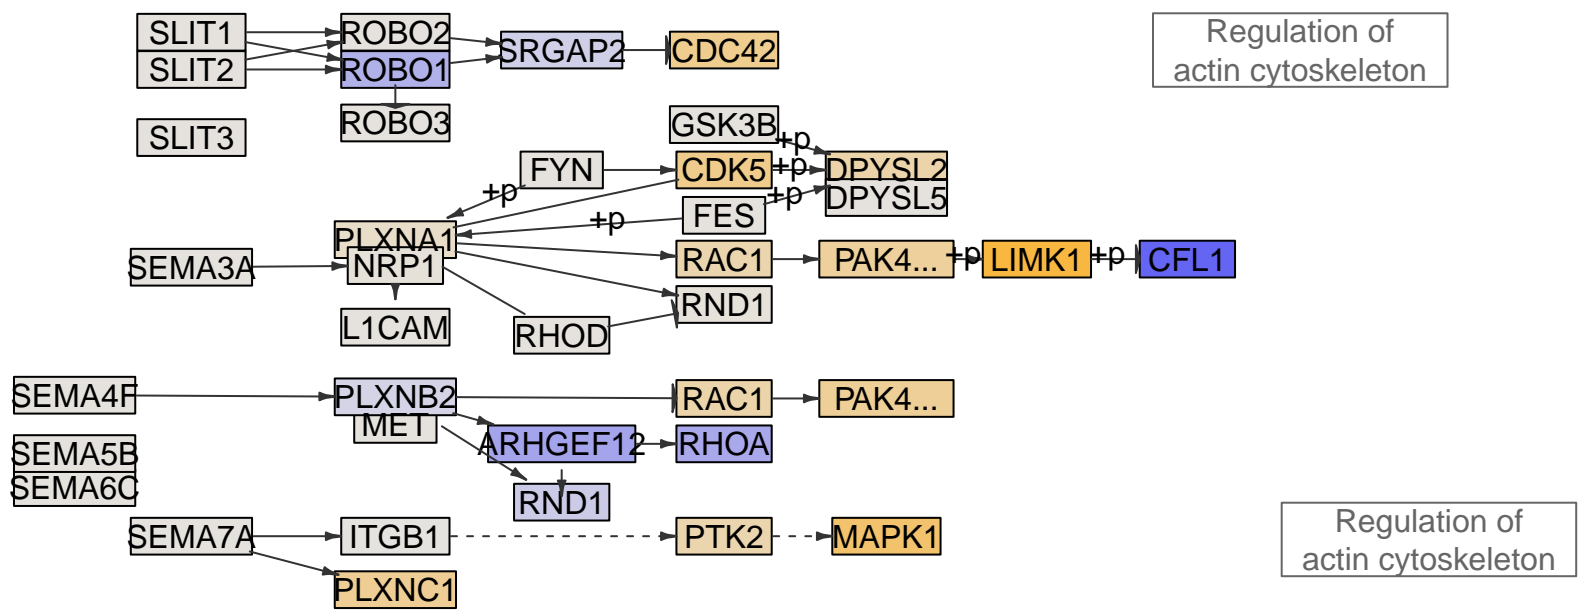 SLIT1
ROBO2
SRGAP2
CDC42
Regulation of
actin cytoskeleton
SLIT2
ROBO1
SLIT3
ROBO3
GSK3B
+p
FYN
CDK5
+p
DPYSL2
+p
FES
+p
DPYSL5
PLXNA1
+p
SEMA3A
NRP1
RAC1
PAK4...
+p
LIMK1
+p
CFL1
RND1
L1CAM
RHOD
SEMA4F
PLXNB2
RAC1
PAK4...
MET
ARHGEF12
RHOA
SEMA5B
SEMA6C
RND1
SEMA7A
ITGB1
PTK2
MAPK1
Regulation of
actin cytoskeleton
PLXNC1